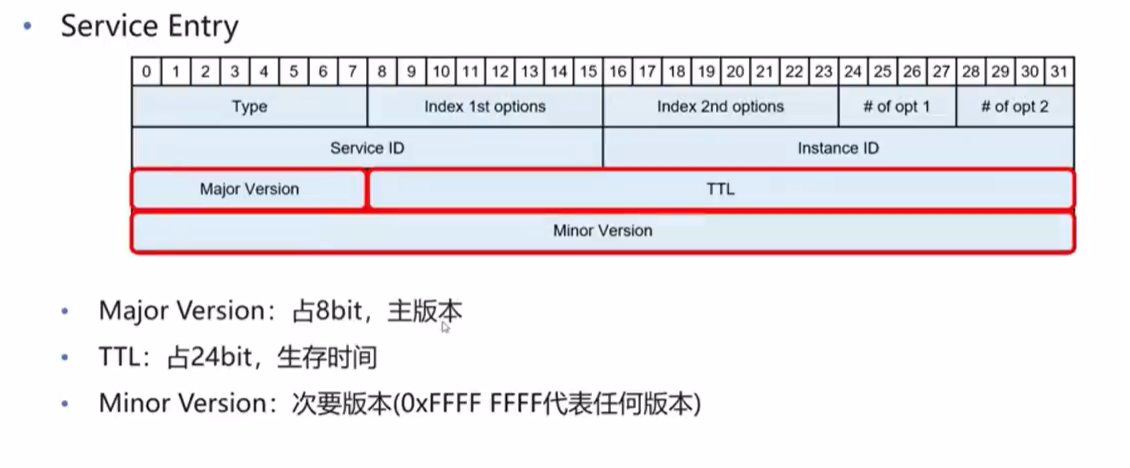 • Service Entry
0 1 2 3 4 5 6 7 8 9 10 11 12 13 14 15 16 17 18 19 20 21 22 23 24 25 26 27 28 29 30 31
Type Index 1st options Index 2nd options # of opt 1 # of opt 2
Service ID Instance ID
Major Version TTL
Minor Version
• Major Version：占8bit，主版本
• TTL：占24bit，生存时间
• Minor Version：次要版本(0xFFFF FFFF代表任何版本)